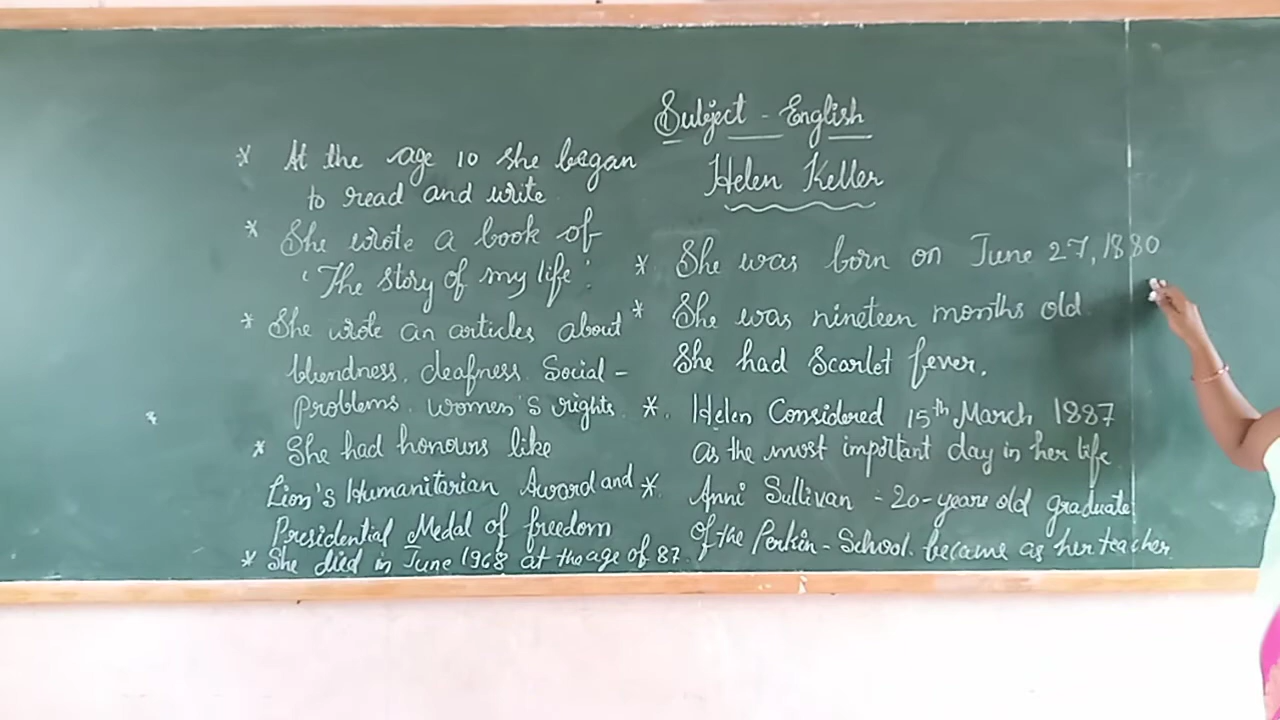 Subject - English
Helen Keller
* She was born on June 27, 1880
* She was nineteen months old
She had Scarlet fever.
*. Helen Considered 15th March 1887
as the most important day in her life
*. Anni Sullivan - 20-years old graduate
of the Perkin - School. became as her teacher
* At the age 10 she began
to read and write
* She wrote a book of
'The story of my life'.
* She wrote an articles about
blindness, deafness, Social -
problems, women's rights.
* She had honours like
Lion's Humanitarian Award and
Presidential Medal of freedom
* She died in June 1968 at the age of 87.
*